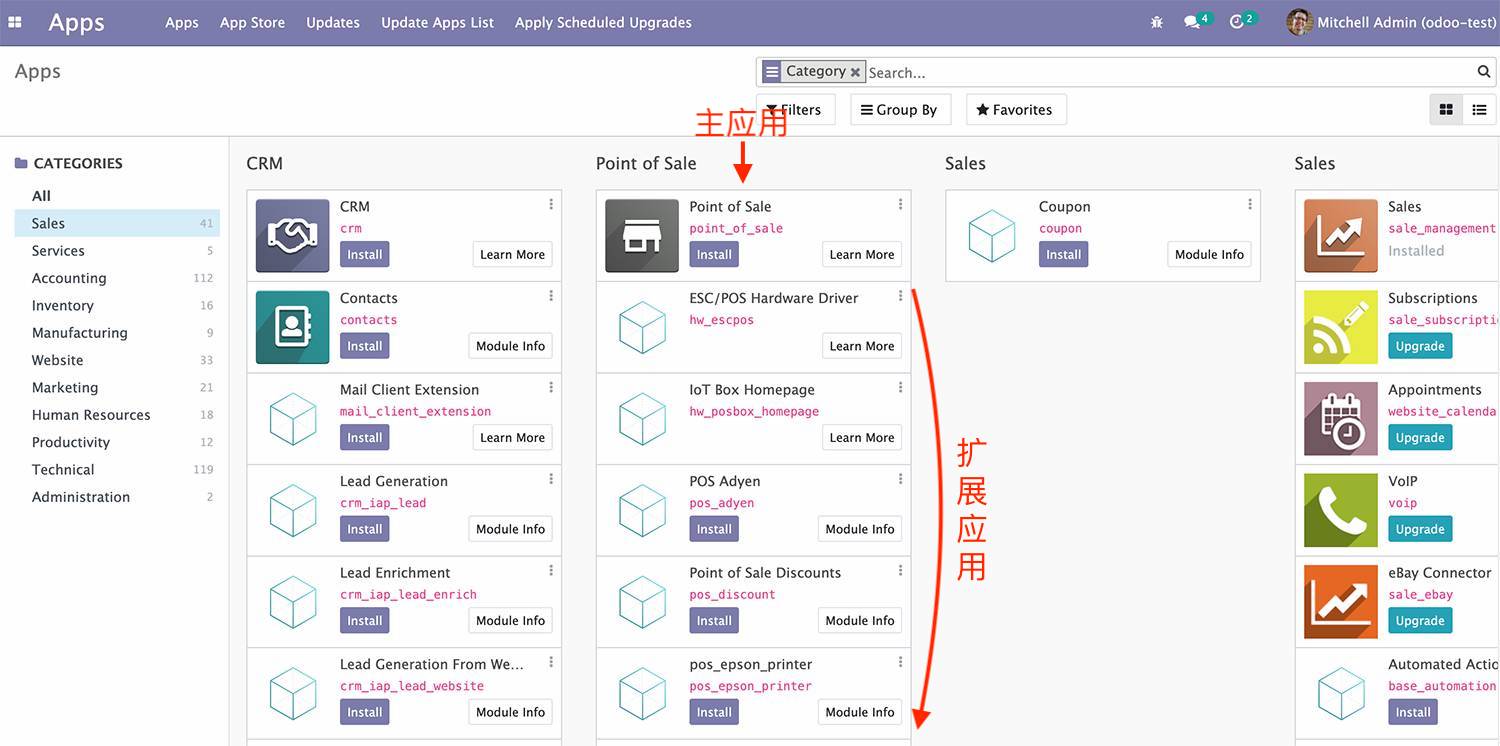 Apps
Apps
App Store
Updates
Update Apps List
Apply Scheduled Upgrades
4
2
Mitchell Admin (odoo-test)
Apps
Category
Search...
Filters
Group By
Favorites
主应用
CATEGORIES
All
Sales 41
Services 5
Accounting 112
Inventory 16
Manufacturing 9
Website 33
Marketing 21
Human Resources 18
Productivity 12
Technical 119
Administration 2
CRM
CRM
crm
Install
Learn More
Contacts
contacts
Install
Module Info
Mail Client Extension
mail_client_extension
Install
Learn More
Lead Generation
crm_iap_lead
Install
Module Info
Lead Enrichment
crm_iap_lead_enrich
Install
Module Info
Lead Generation From We...
crm_iap_lead_website
Install
Module Info
Point of Sale
Point of Sale
point_of_sale
Install
Learn More
ESC/POS Hardware Driver
hw_escpos
Learn More
IoT Box Homepage
hw_posbox_homepage
Learn More
POS Adyen
pos_adyen
Install
Module Info
Point of Sale Discounts
pos_discount
Install
Module Info
pos_epson_printer
pos_epson_printer
Install
Module Info
扩展应用
Sales
Coupon
coupon
Install
Module Info
Sales
Sales
sale_management
Installed
Subscriptions
sale_subscripti
Upgrade
Appointments
website_calenda
Upgrade
VoIP
voip
Upgrade
eBay Connector
sale_ebay
Upgrade
Automated Actio
base_automation
Install